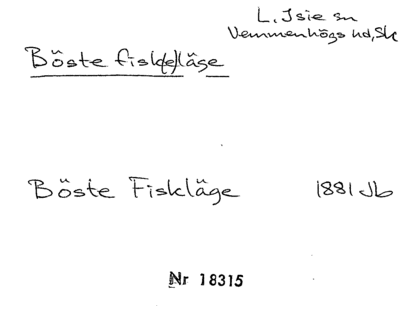 L. Isie sn
Vemmenhögs hd, Sk
Böste fisk(e)läge
Böste Fiskläge 1881 Jb
Nr 18315